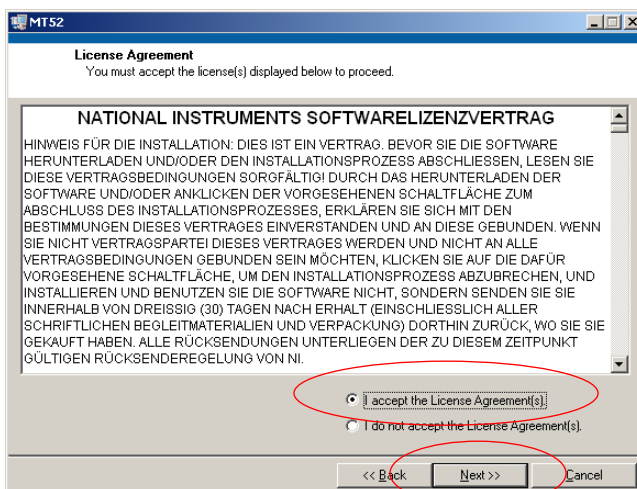 MT52
License Agreement
You must accept the license(s) displayed below to proceed.
NATIONAL INSTRUMENTS SOFTWARELIZENZVERTRAG
HINWEIS FÜR DIE INSTALLATION: DIES IST EIN VERTRAG. BEVOR SIE DIE SOFTWARE
HERUNTERLADEN UND/ODER DEN INSTALLATIONSPROZESS ABSCHLIESSEN, LESEN SIE
DIESE VERTRAGSBEDINGUNGEN SORGFÄLTIG! DURCH DAS HERUNTERLADEN DER
SOFTWARE UND/ODER ANKLICKEN DER VORGESEHENEN SCHALTFLÄCHE ZUM
ABSCHLUSS DES INSTALLATIONSPROZESSES, ERKLÄREN SIE SICH MIT DEN
BESTIMMUNGEN DIESES VERTRAGES EINVERSTANDEN UND AN DIESE GEBUNDEN. WENN
SIE NICHT VERTRAGSPARTEI DIESES VERTRAGES WERDEN UND NICHT AN ALLE
VERTRAGSBEDINGUNGEN GEBUNDEN SEIN MÖCHTEN, KLICKEN SIE AUF DIE DAFÜR
VORGESEHENE SCHALTFLÄCHE, UM DEN INSTALLATIONSPROZESS ABZUBRECHEN, UND
INSTALLIEREN UND BENUTZEN SIE DIE SOFTWARE NICHT, SONDERN SENDEN SIE SIE
INNERHALB VON DREISSIG (30) TAGEN NACH ERHALT (EINSCHLIESSLICH ALLER
SCHRIFTLICHEN BEGLEITMATERIALIEN UND VERPACKUNG) DORTHIN ZURÜCK, WO SIE SIE
GEKAUFT HABEN. ALLE RÜCKSENDUNGEN UNTERLIEGEN DER ZU DIESEM ZEITPUNKT
GÜLTIGEN RÜCKSENDEREGELUNG VON NI.
I accept the License Agreement(s).
I do not accept the License Agreement(s).
<< Back Next >> Cancel